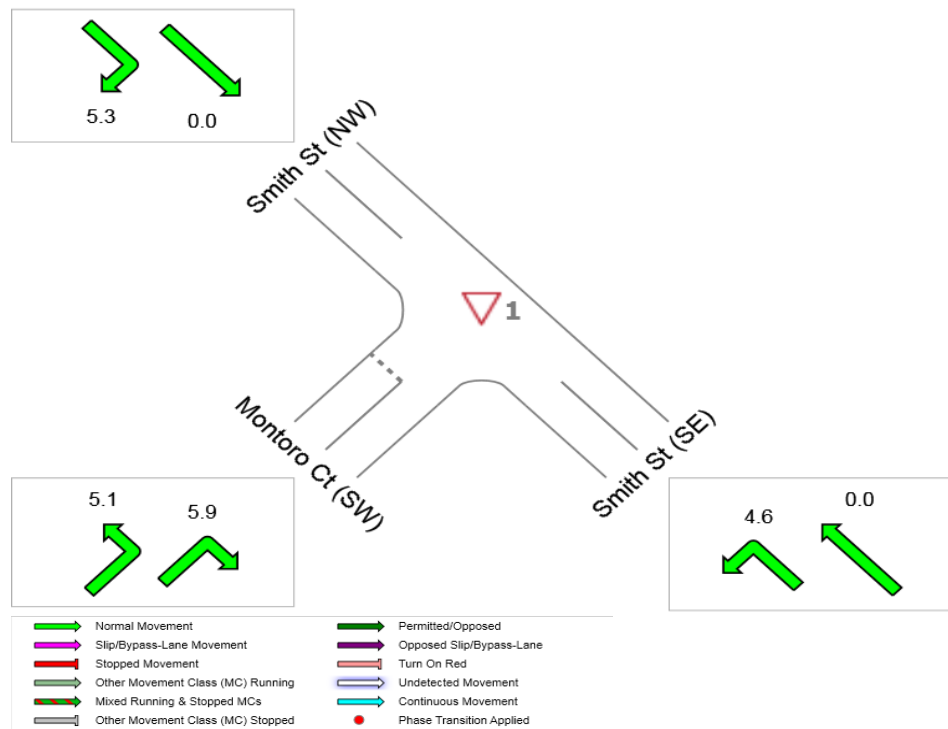 5.3
0.0
Smith St (NW)
1
Montoro Ct (SW)
Smith St (SE)
5.1
5.9
4.6
0.0
Normal Movement
Slip/Bypass-Lane Movement
Stopped Movement
Other Movement Class (MC) Running
Mixed Running & Stopped MCs
Other Movement Class (MC) Stopped
Permitted/Opposed
Opposed Slip/Bypass-Lane
Turn On Red
Undetected Movement
Continuous Movement
Phase Transition Applied